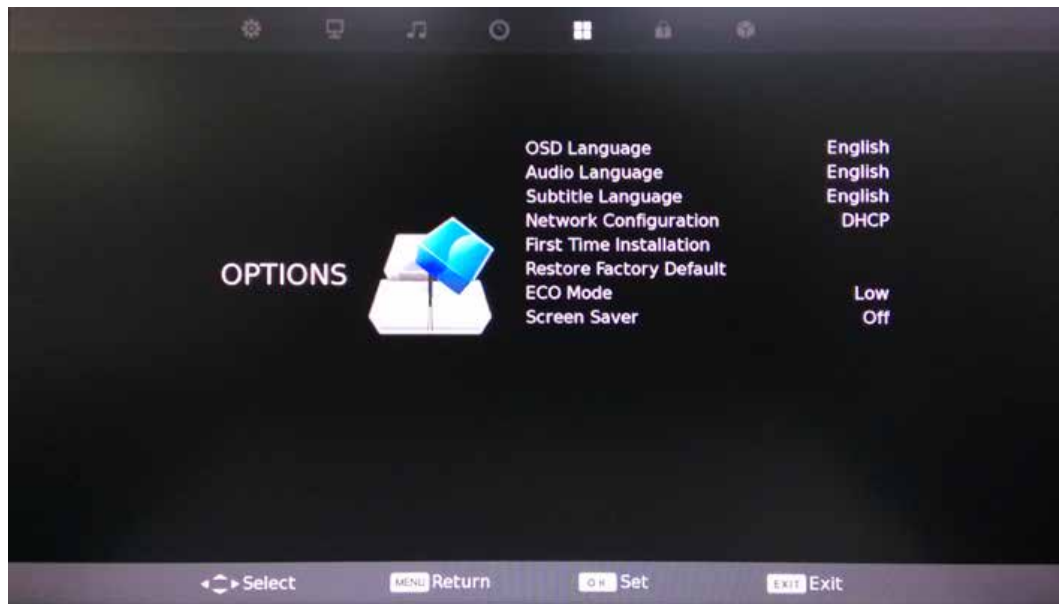 OPTIONS
OSD Language English
Audio Language English
Subtitle Language English
Network Configuration DHCP
First Time Installation
Restore Factory Default
ECO Mode Low
Screen Saver Off
Select MENU Return OK Set EXIT Exit